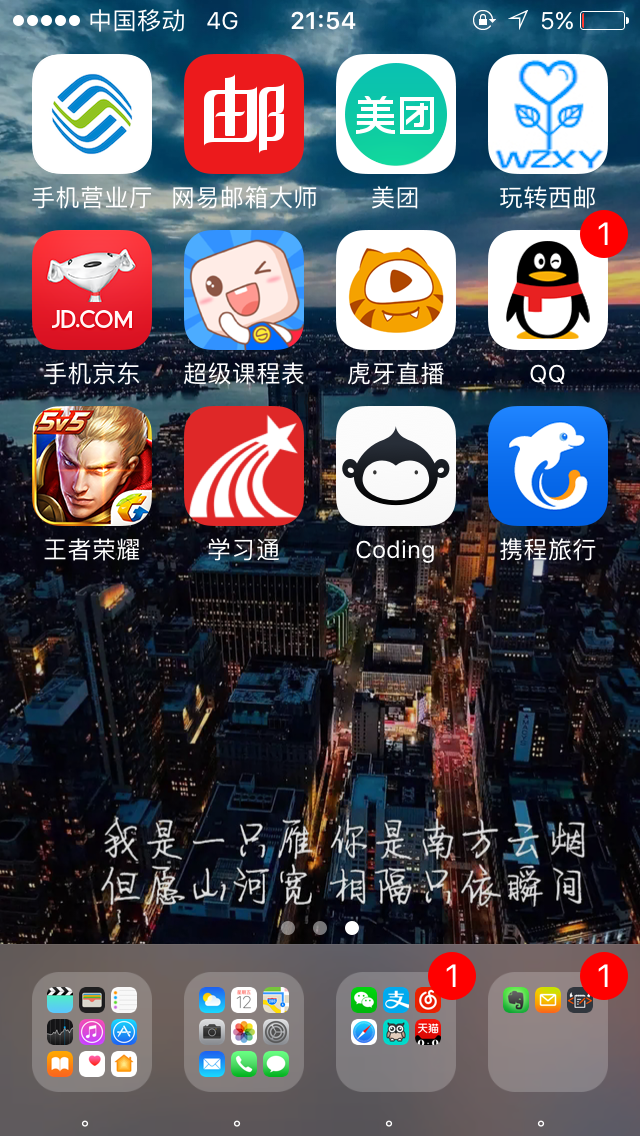 中国移动 4G 21:54 5%
邮 美团 WZXY
手机营业厅 网易邮箱大师 美团 玩转西邮
1
JD.COM
手机京东 超级课程表 虎牙直播 QQ
5v5
王者荣耀 学习通 Coding 携程旅行
我是一只雁 你是南方云烟
但愿山河宽 相隔只依瞬间
1 1
星期五
12 支
天猫